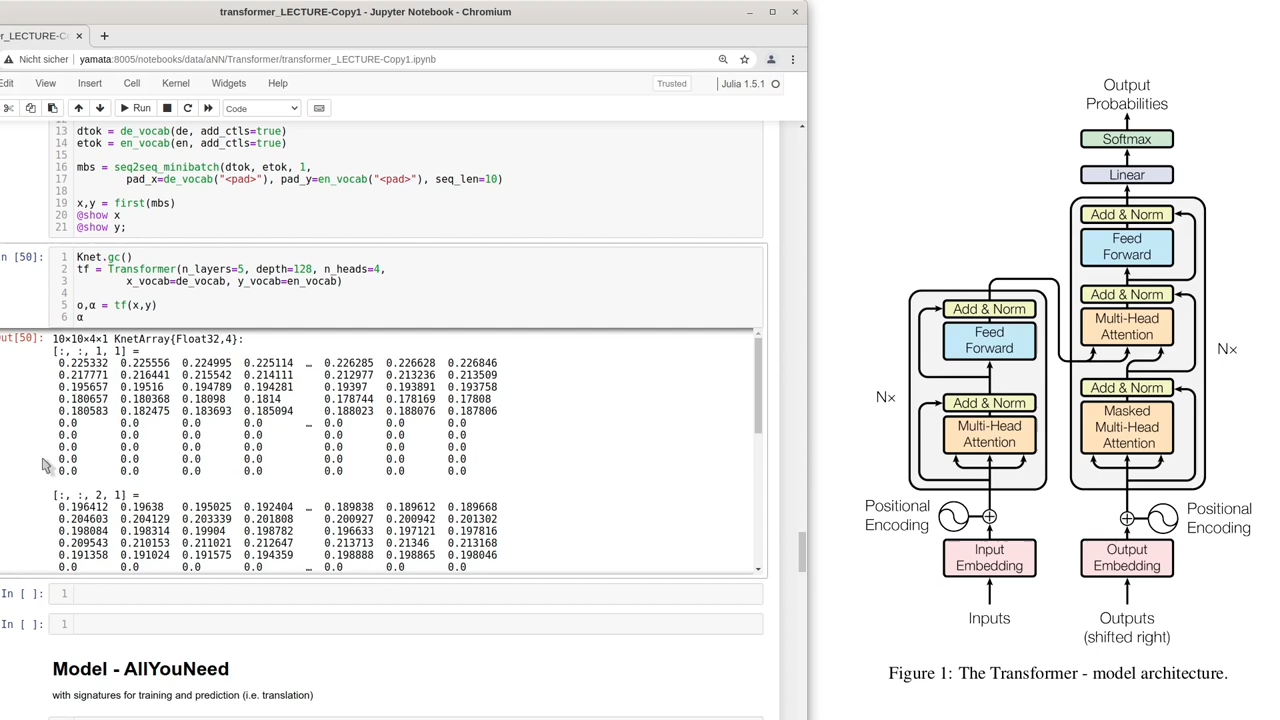 transformer_LECTURE-Copy1 - Jupyter Notebook - Chromium
er_LECTURE-Co
Nicht sicher yamata:8005/notebooks/data/aNN/Transformer/transformer_LECTURE-Copy1.ipynb
Edit View Insert Cell Kernel Widgets Help Trusted Julia 1.5.1
Run Code
12
13 dtok = de_vocab(de, add_ctls=true)
14 etok = en_vocab(en, add_ctls=true)
15
16 mbs = seq2seq_minibatch(dtok, etok, 1,
17 pad_x=de_vocab("<pad>"), pad_y=en_vocab("<pad>"), seq_len=10)
18
19 x,y = first(mbs)
20 @show x
21 @show y;
n [50]:
1 Knet.gc()
2 tf = Transformer(n_layers=5, depth=128, n_heads=4,
3 x_vocab=de_vocab, y_vocab=en_vocab)
4
5 o,α = tf(x,y)
6 α
Out[50]: 10×10×4×1 KnetArray{Float32,4}:
[:, :, 1, 1] =
0.225332 0.225556 0.224995 0.225114 … 0.226285 0.226628 0.226846
0.217771 0.216441 0.215542 0.214111 0.212977 0.213236 0.213509
0.195657 0.19516 0.194789 0.194281 0.19397 0.193891 0.193758
0.180657 0.180368 0.18098 0.1814 0.178744 0.178169 0.17808
0.180583 0.182475 0.183693 0.185094 0.188023 0.188076 0.187806
0.0 0.0 0.0 0.0 … 0.0 0.0 0.0
0.0 0.0 0.0 0.0 0.0 0.0 0.0
0.0 0.0 0.0 0.0 0.0 0.0 0.0
0.0 0.0 0.0 0.0 0.0 0.0 0.0
0.0 0.0 0.0 0.0 0.0 0.0 0.0
[:, :, 2, 1] =
0.196412 0.19638 0.195025 0.192404 … 0.189838 0.189612 0.189668
0.204603 0.204129 0.203339 0.201808 0.200927 0.200942 0.201302
0.198084 0.198314 0.19904 0.198782 0.196633 0.197121 0.197816
0.209543 0.210153 0.211021 0.212647 0.213713 0.21346 0.213168
0.191358 0.191024 0.191575 0.194359 0.198888 0.198865 0.198046
0.0 0.0 0.0 0.0 … 0.0 0.0 0.0
In [ ]: 1
In [ ]: 1
Model - AllYouNeed
with signatures for training and prediction (i.e. translation)
Output
Probabilities
Softmax
Linear
Add & Norm
Feed
Forward
Add & Norm
Multi-Head
Attention
Add & Norm
Masked
Multi-Head
Attention
N×
Add & Norm
Feed
Forward
N×
Add & Norm
Multi-Head
Attention
Positional
Encoding
Positional
Encoding
Input
Embedding
Output
Embedding
Inputs
Outputs
(shifted right)
Figure 1: The Transformer - model architecture.